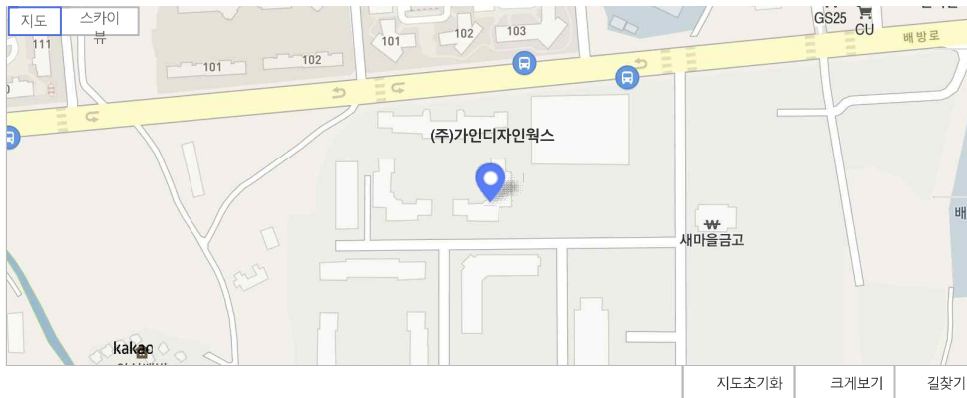 지도
스카이
뷰
GS25
CU
배방로
111
101
102
103
101
102
(주)가인디자인웍스
배
새마을금고
kakao
지도초기화
크게보기
길찾기